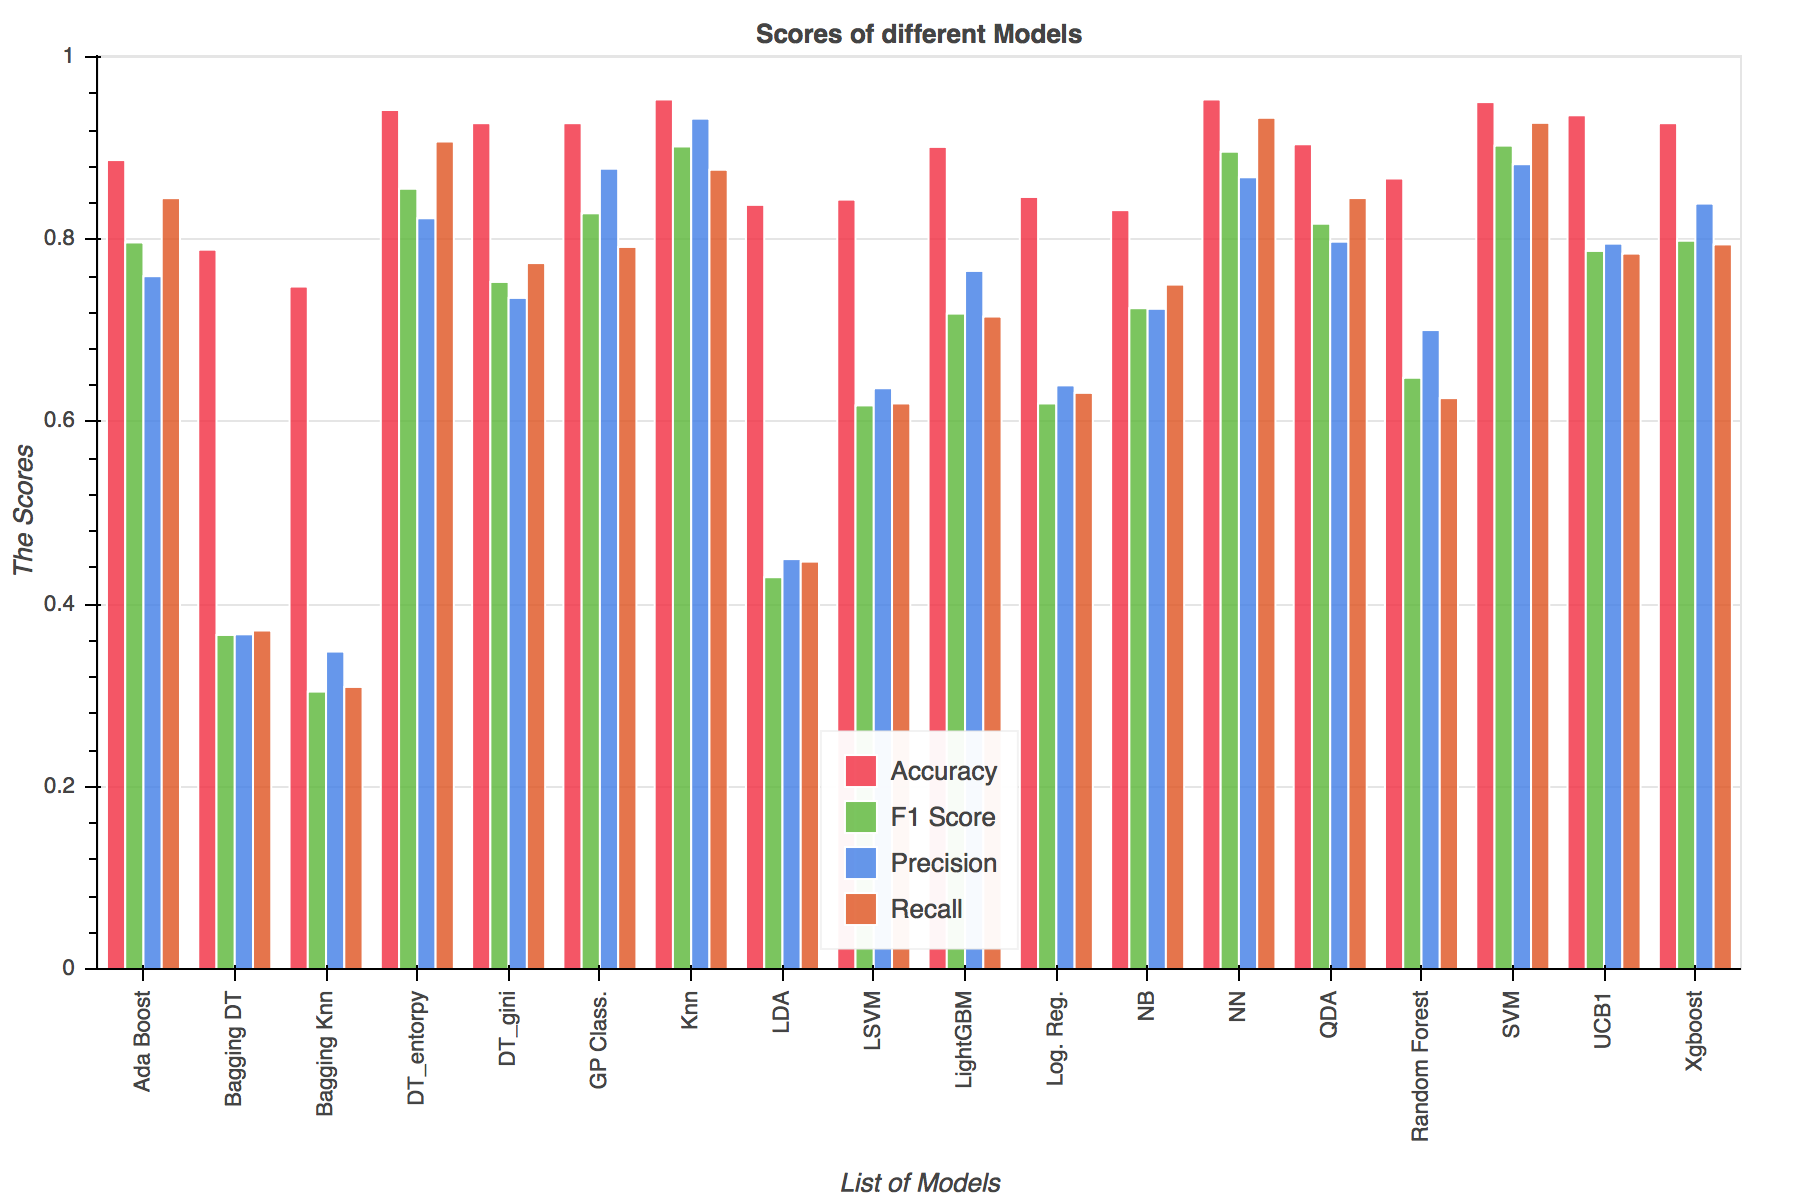 Scores of different Models
1
0.8
0.6
0.4
0.2
0
The Scores
Accuracy
F1 Score
Precision
Recall
Ada Boost
Bagging DT
Bagging Knn
DT_entorpy
DT_gini
GP Class.
Knn
LDA
LSVM
LightGBM
Log. Reg.
NB
NN
QDA
Random Forest
SVM
UCB1
Xgboost
List of Models